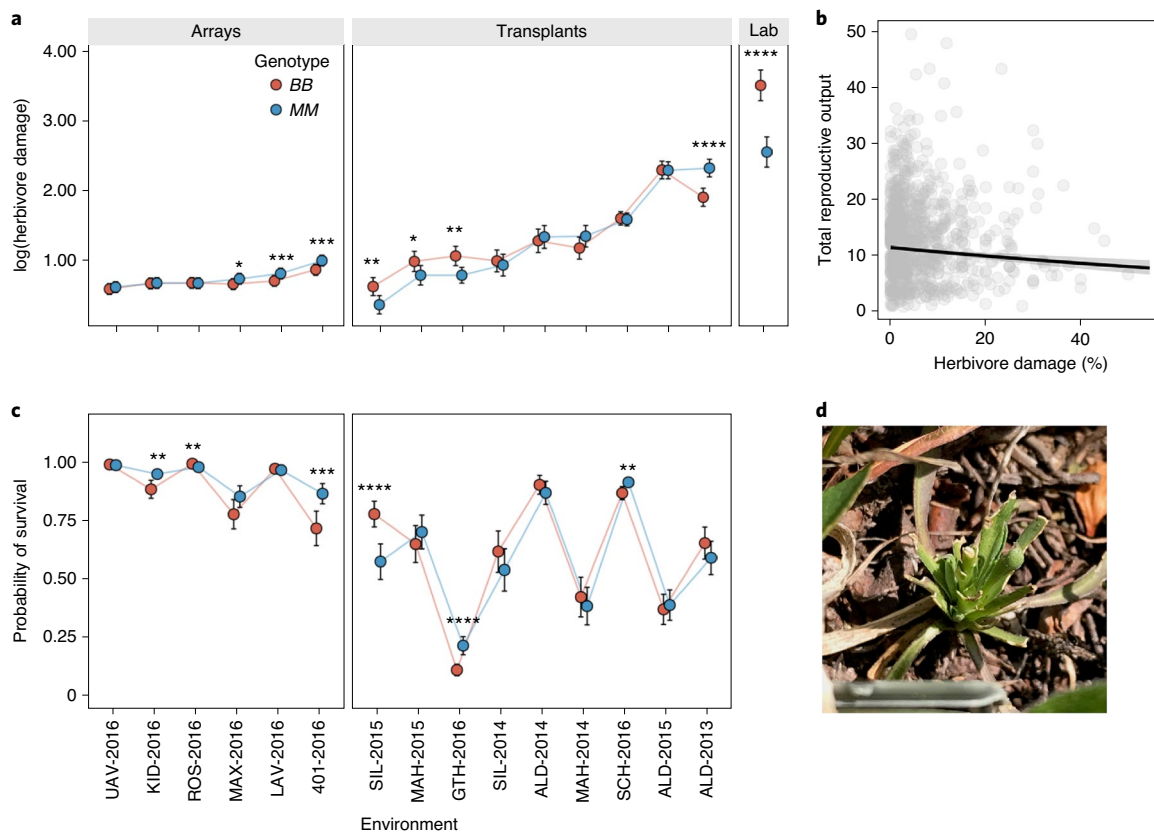 a
Arrays
Transplants
Lab
4.00
3.00
2.00
1.00
log(herbivore damage)
Genotype
BB
MM
*
***
***
**
*
**
****
****
b
50
40
30
20
10
0
Total reproductive output
0
20
40
Herbivore damage (%)
c
1.00
0.75
0.50
0.25
0
Probability of survival
**
**
***
****
****
**
UAV-2016
KID-2016
ROS-2016
MAX-2016
LAV-2016
401-2016
SIL-2015
MAH-2015
GTH-2016
SIL-2014
ALD-2014
MAH-2014
SCH-2016
ALD-2015
ALD-2013
Environment
d